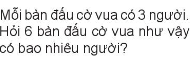 Mỗi bàn đấu cờ vua có 3 người.
Hỏi 6 bàn đấu cờ vua như vậy
có bao nhiêu người?